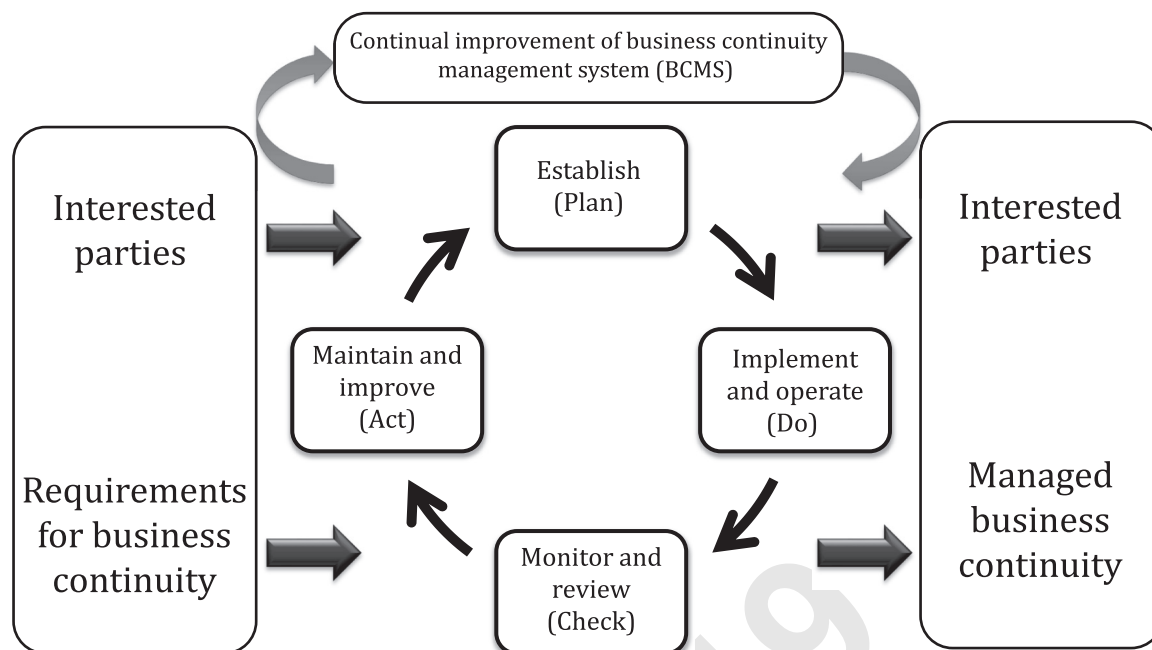 Continual improvement of business continuity
management system (BCMS)
Interested
parties
Requirements
for business
continuity
Establish
(Plan)
Maintain and
improve
(Act)
Implement
and operate
(Do)
Monitor and
review
(Check)
Interested
parties
Managed
business
continuity